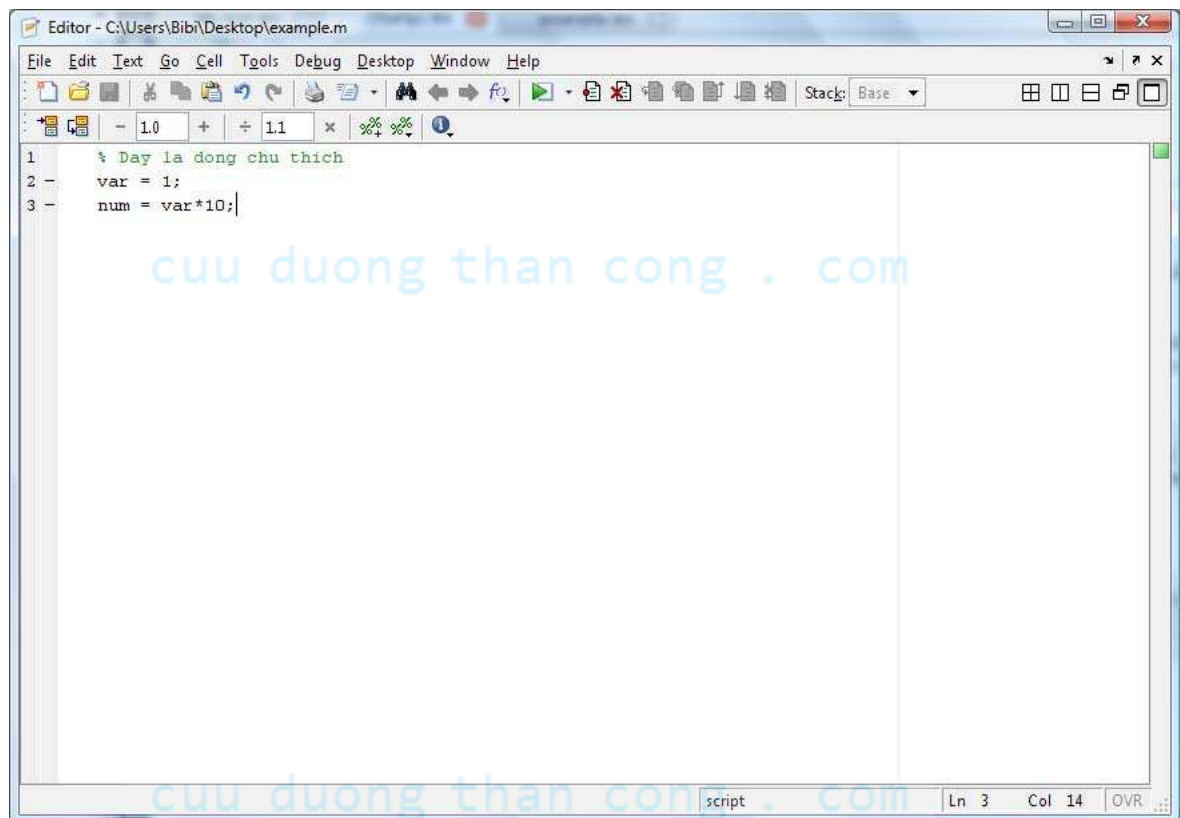 Editor - C:\Users\Bibi\Desktop\example.m
File Edit Text Go Cell Tools Debug Desktop Window Help
Stack: Base
- 1.0 + ÷ 1.1 ×
1 % Day la dong chu thich
2 - var = 1;
3 - num = var*10;
cuu duong than cong . com
cuu duong than cong . com
script Ln 3 Col 14 OVR